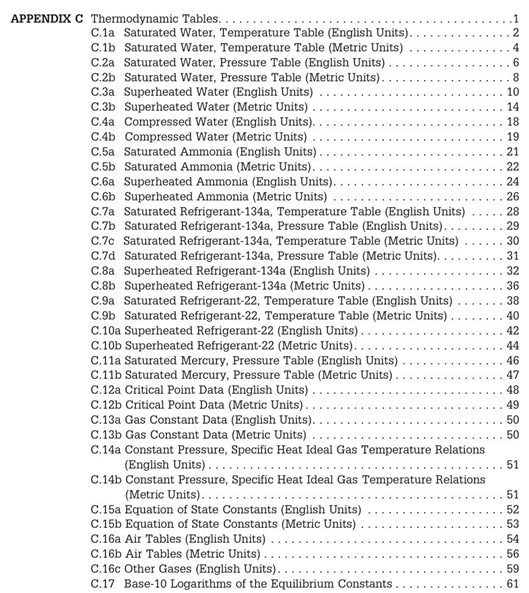 APPENDIX C Thermodynamic Tables. . . . . . . . . . . . . . . . . . . . . . . . . . . . . . . . . . . . . . . . . . . 1
C.1a Saturated Water, Temperature Table (English Units). . . . . . . . . . . . . . . 2
C.1b Saturated Water, Temperature Table (Metric Units) . . . . . . . . . . . . . . . 4
C.2a Saturated Water, Pressure Table (English Units) . . . . . . . . . . . . . . . . . . 6
C.2b Saturated Water, Pressure Table (Metric Units). . . . . . . . . . . . . . . . . . . 8
C.3a Superheated Water (English Units) . . . . . . . . . . . . . . . . . . . . . . . . . . 10
C.3b Superheated Water (Metric Units) . . . . . . . . . . . . . . . . . . . . . . . . . . . 14
C.4a Compressed Water (English Units). . . . . . . . . . . . . . . . . . . . . . . . . . . 18
C.4b Compressed Water (Metric Units) . . . . . . . . . . . . . . . . . . . . . . . . . . . 19
C.5a Saturated Ammonia (English Units) . . . . . . . . . . . . . . . . . . . . . . . . . . 21
C.5b Saturated Ammonia (Metric Units). . . . . . . . . . . . . . . . . . . . . . . . . . . 22
C.6a Superheated Ammonia (English Units). . . . . . . . . . . . . . . . . . . . . . . . 24
C.6b Superheated Ammonia (Metric Units) . . . . . . . . . . . . . . . . . . . . . . . . 26
C.7a Saturated Refrigerant-134a, Temperature Table (English Units) . . . . . 28
C.7b Saturated Refrigerant-134a, Pressure Table (English Units). . . . . . . . . 29
C.7c Saturated Refrigerant-134a, Temperature Table (Metric Units) . . . . . . 30
C.7d Saturated Refrigerant-134a, Pressure Table (Metric Units). . . . . . . . . . 31
C.8a Superheated Refrigerant-134a (English Units) . . . . . . . . . . . . . . . . . . 32
C.8b Superheated Refrigerant-134a (Metric Units) . . . . . . . . . . . . . . . . . . . 36
C.9a Saturated Refrigerant-22, Temperature Table (English Units) . . . . . . . 38
C.9b Saturated Refrigerant-22, Temperature Table (Metric Units) . . . . . . . . 40
C.10a Superheated Refrigerant-22 (English Units) . . . . . . . . . . . . . . . . . . . . 42
C.10b Superheated Refrigerant-22 (Metric Units). . . . . . . . . . . . . . . . . . . . . 44
C.11a Saturated Mercury, Pressure Table (English Units) . . . . . . . . . . . . . . 46
C.11b Saturated Mercury, Pressure Table (Metric Units) . . . . . . . . . . . . . . . 47
C.12a Critical Point Data (English Units) . . . . . . . . . . . . . . . . . . . . . . . . . . . 48
C.12b Critical Point Data (Metric Units) . . . . . . . . . . . . . . . . . . . . . . . . . . . . 49
C.13a Gas Constant Data (English Units). . . . . . . . . . . . . . . . . . . . . . . . . . . 50
C.13b Gas Constant Data (Metric Units) . . . . . . . . . . . . . . . . . . . . . . . . . . . 50
C.14a Constant Pressure, Specific Heat Ideal Gas Temperature Relations
(English Units) . . . . . . . . . . . . . . . . . . . . . . . . . . . . . . . . . . . . . . . . . . 51
C.14b Constant Pressure, Specific Heat Ideal Gas Temperature Relations
(Metric Units). . . . . . . . . . . . . . . . . . . . . . . . . . . . . . . . . . . . . . . . . . . 51
C.15a Equation of State Constants (English Units) . . . . . . . . . . . . . . . . . . . 52
C.15b Equation of State Constants (Metric Units) . . . . . . . . . . . . . . . . . . . . 53
C.16a Air Tables (English Units) . . . . . . . . . . . . . . . . . . . . . . . . . . . . . . . . . 54
C.16b Air Tables (Metric Units) . . . . . . . . . . . . . . . . . . . . . . . . . . . . . . . . . . 56
C.16c Other Gases (English Units). . . . . . . . . . . . . . . . . . . . . . . . . . . . . . . . 59
C.17 Base-10 Logarithms of the Equilibrium Constants . . . . . . . . . . . . . . . 61